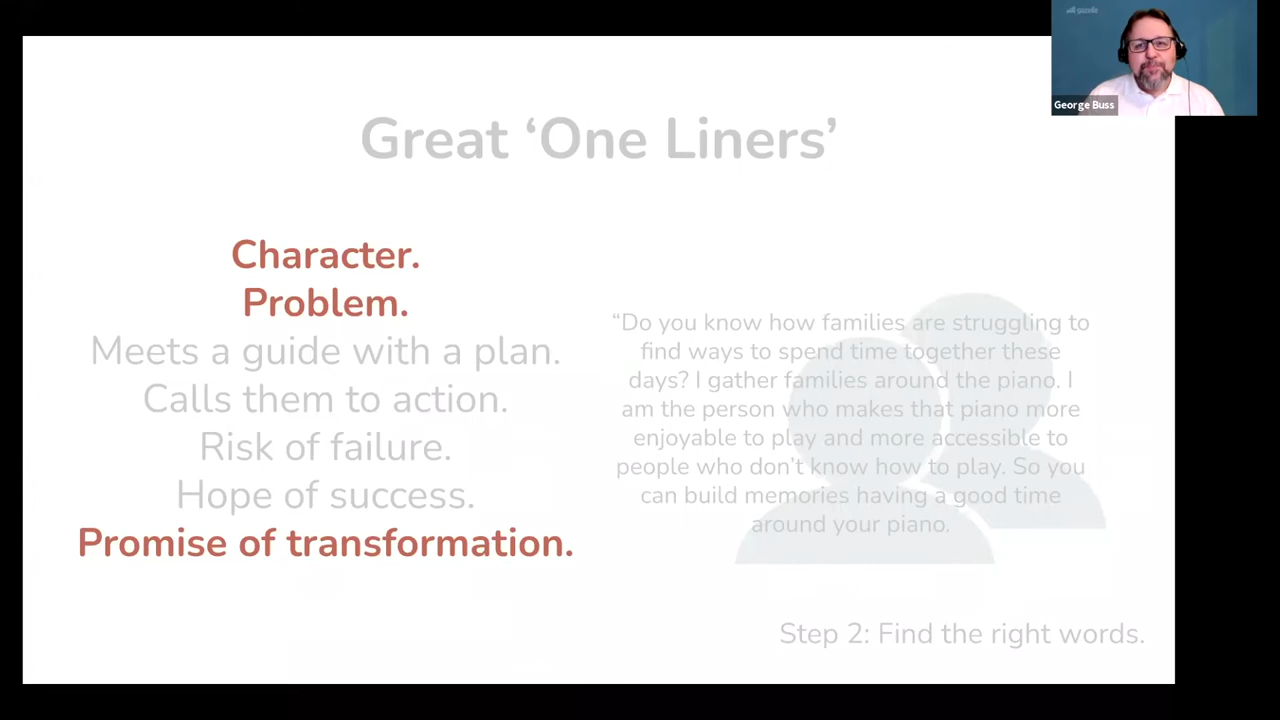 gazelle
George Buss
Great ‘One Liners’
Character.
Problem.
Meets a guide with a plan.
Calls them to action.
Risk of failure.
Hope of success.
Promise of transformation.
“Do you know how families are struggling to
find ways to spend time together these
days? I gather families around the piano. I
am the person who makes that piano more
enjoyable to play and more accessible to
people who don’t know how to play. So you
can build memories having a good time
around your piano.
Step 2: Find the right words.